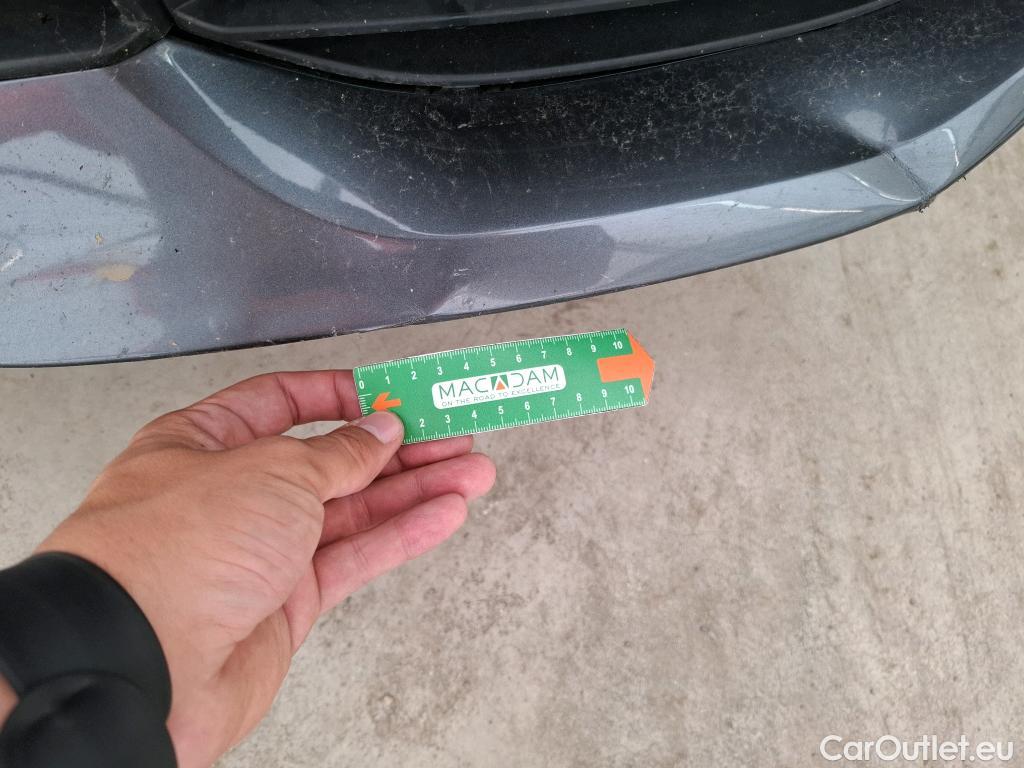 0 1 2 3 4 5 6 7 8 9 10
MACADAM
ON THE ROAD TO EXCELLENCE
2 3 4 5 6 7 8 9 10
CarOutlet.eu